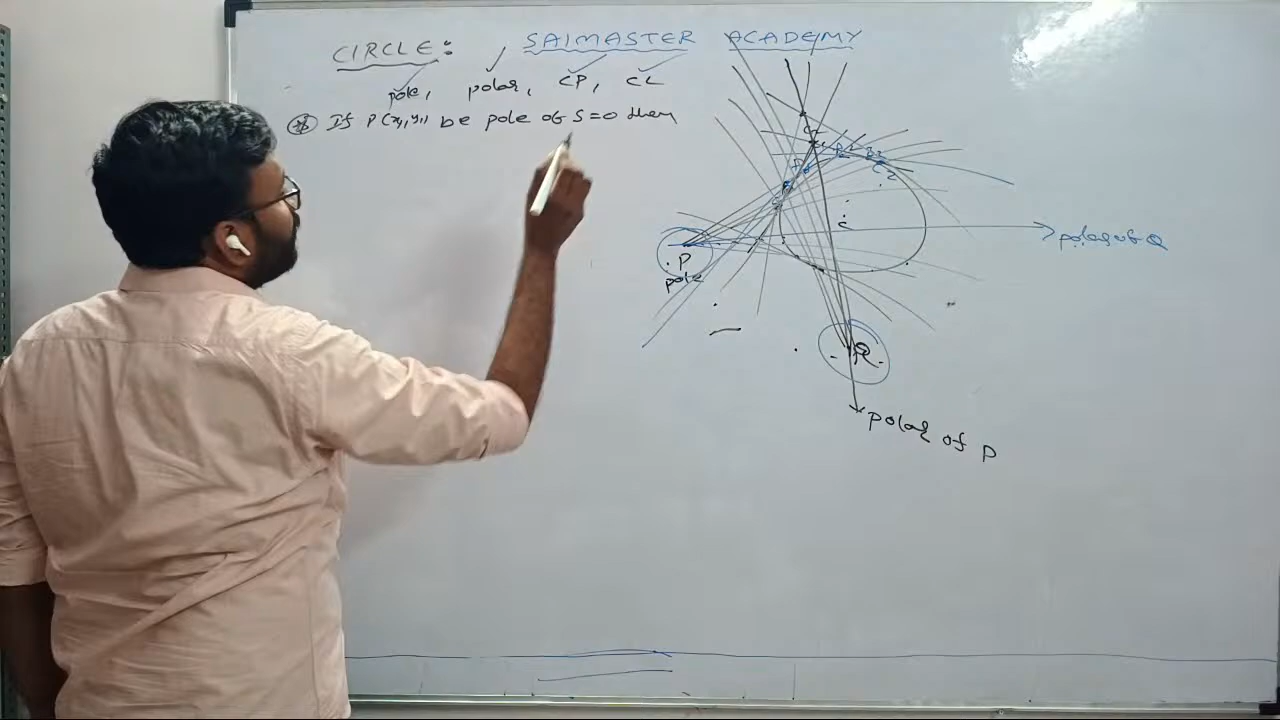 CIRCLE: SAIMASTER ACADEMY
pole, polar, CP, CL
If P(x₁,y₁) be pole of S=0 then
C
polar of Q
P
pole
Q
polar of P